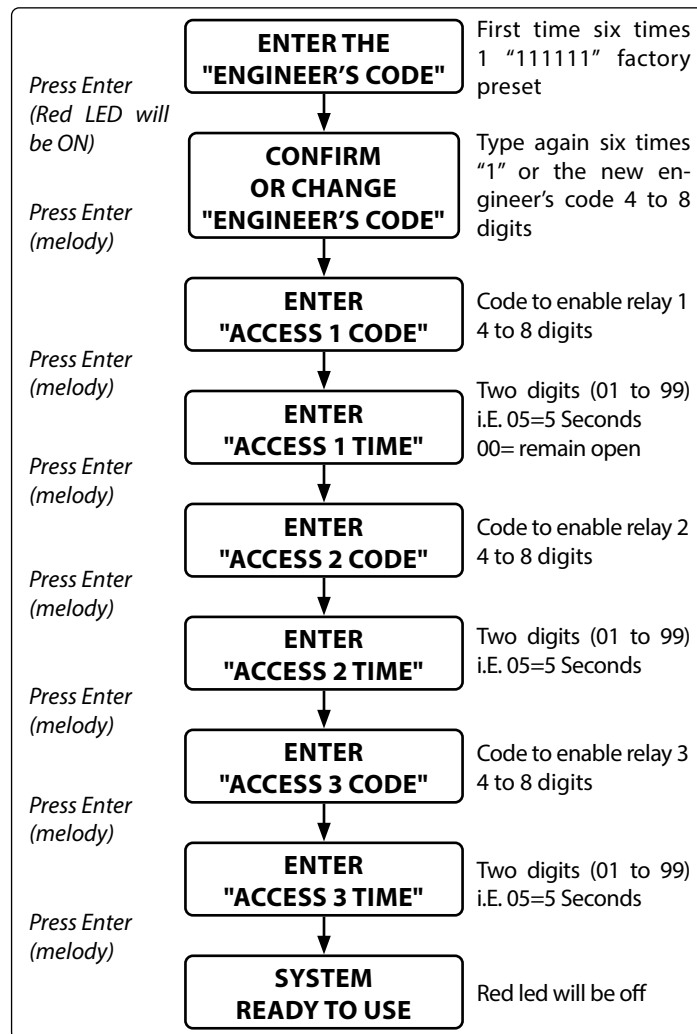 ENTER THE
"ENGINEER'S CODE"
First time six times
1 “111111” factory
preset
Press Enter
(Red LED will
be ON)
CONFIRM
OR CHANGE
"ENGINEER'S CODE"
Type again six times
“1” or the new en-
gineer’s code 4 to 8
digits
Press Enter
(melody)
ENTER
"ACCESS 1 CODE"
Code to enable relay 1
4 to 8 digits
Press Enter
(melody)
ENTER
"ACCESS 1 TIME"
Two digits (01 to 99)
i.E. 05=5 Seconds
00= remain open
Press Enter
(melody)
ENTER
"ACCESS 2 CODE"
Code to enable relay 2
4 to 8 digits
Press Enter
(melody)
ENTER
"ACCESS 2 TIME"
Two digits (01 to 99)
i.E. 05=5 Seconds
Press Enter
(melody)
ENTER
"ACCESS 3 CODE"
Code to enable relay 3
4 to 8 digits
Press Enter
(melody)
ENTER
"ACCESS 3 TIME"
Two digits (01 to 99)
i.E. 05=5 Seconds
Press Enter
(melody)
SYSTEM
READY TO USE
Red led will be off